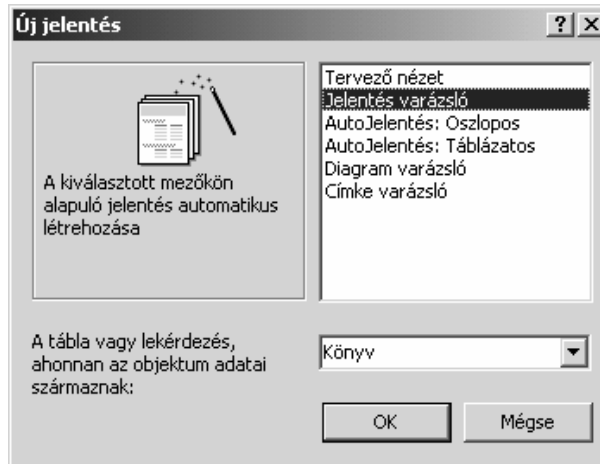 Új jelentés
Tervező nézet
Jelentés varázsló
AutoJelentés: Oszlopos
AutoJelentés: Táblázatos
Diagram varázsló
Címke varázsló
A kiválasztott mezőkön
alapuló jelentés automatikus
létrehozása
A tábla vagy lekérdezés,
ahonnan az objektum adatai
származnak:
Könyv
OK
Mégse